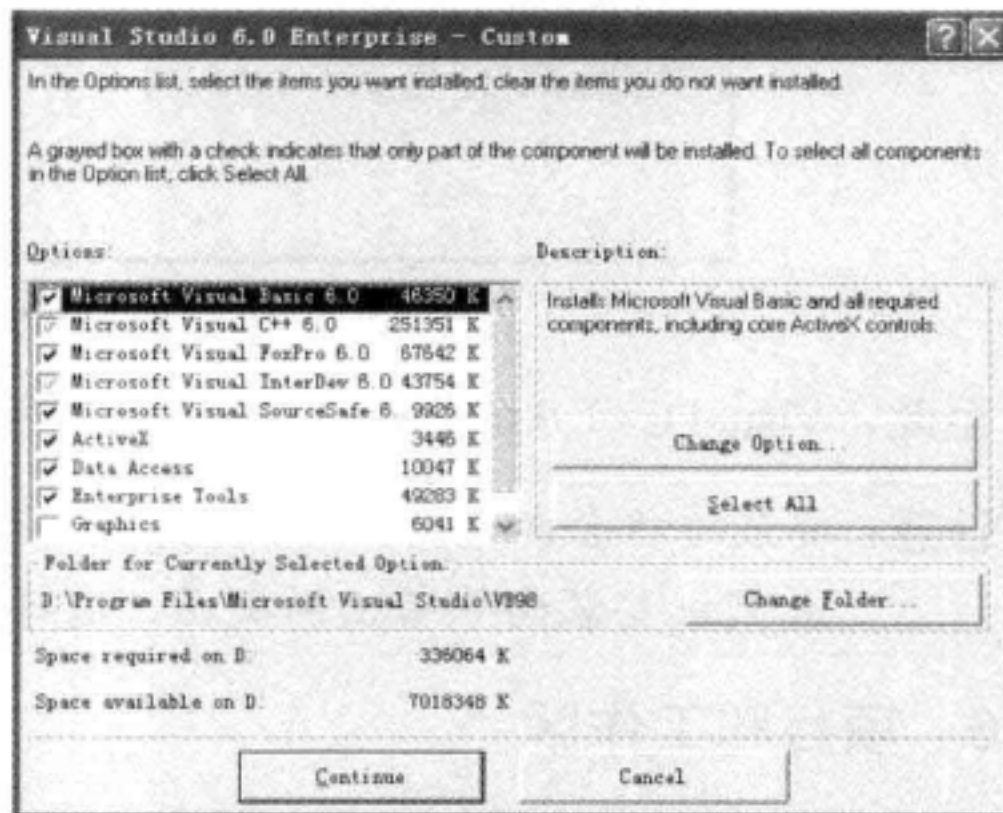 Visual Studio 6.0 Enterprise - Custom
In the Options list, select the items you want installed, clear the items you do not want installed.
A grayed box with a check indicates that only part of the component will be installed. To select all components
in the Option list, click Select All.
Options:
Microsoft Visual Basic 6.0 46350 K
Microsoft Visual C++ 6.0 251351 K
Microsoft Visual FoxPro 6.0 67642 K
Microsoft Visual InterDev 6.0 43754 K
Microsoft Visual SourceSafe 6. 9926 K
ActiveX 3446 K
Data Access 10047 K
Enterprise Tools 49283 K
Graphics 6041 K
Description:
Installs Microsoft Visual Basic and all required
components, including core ActiveX controls.
Change Option...
Select All
Folder for Currently Selected Option:
D:\Program Files\Microsoft Visual Studio\VB98
Change Folder...
Space required on D: 336064 K
Space available on D: 7018348 K
Continue
Cancel